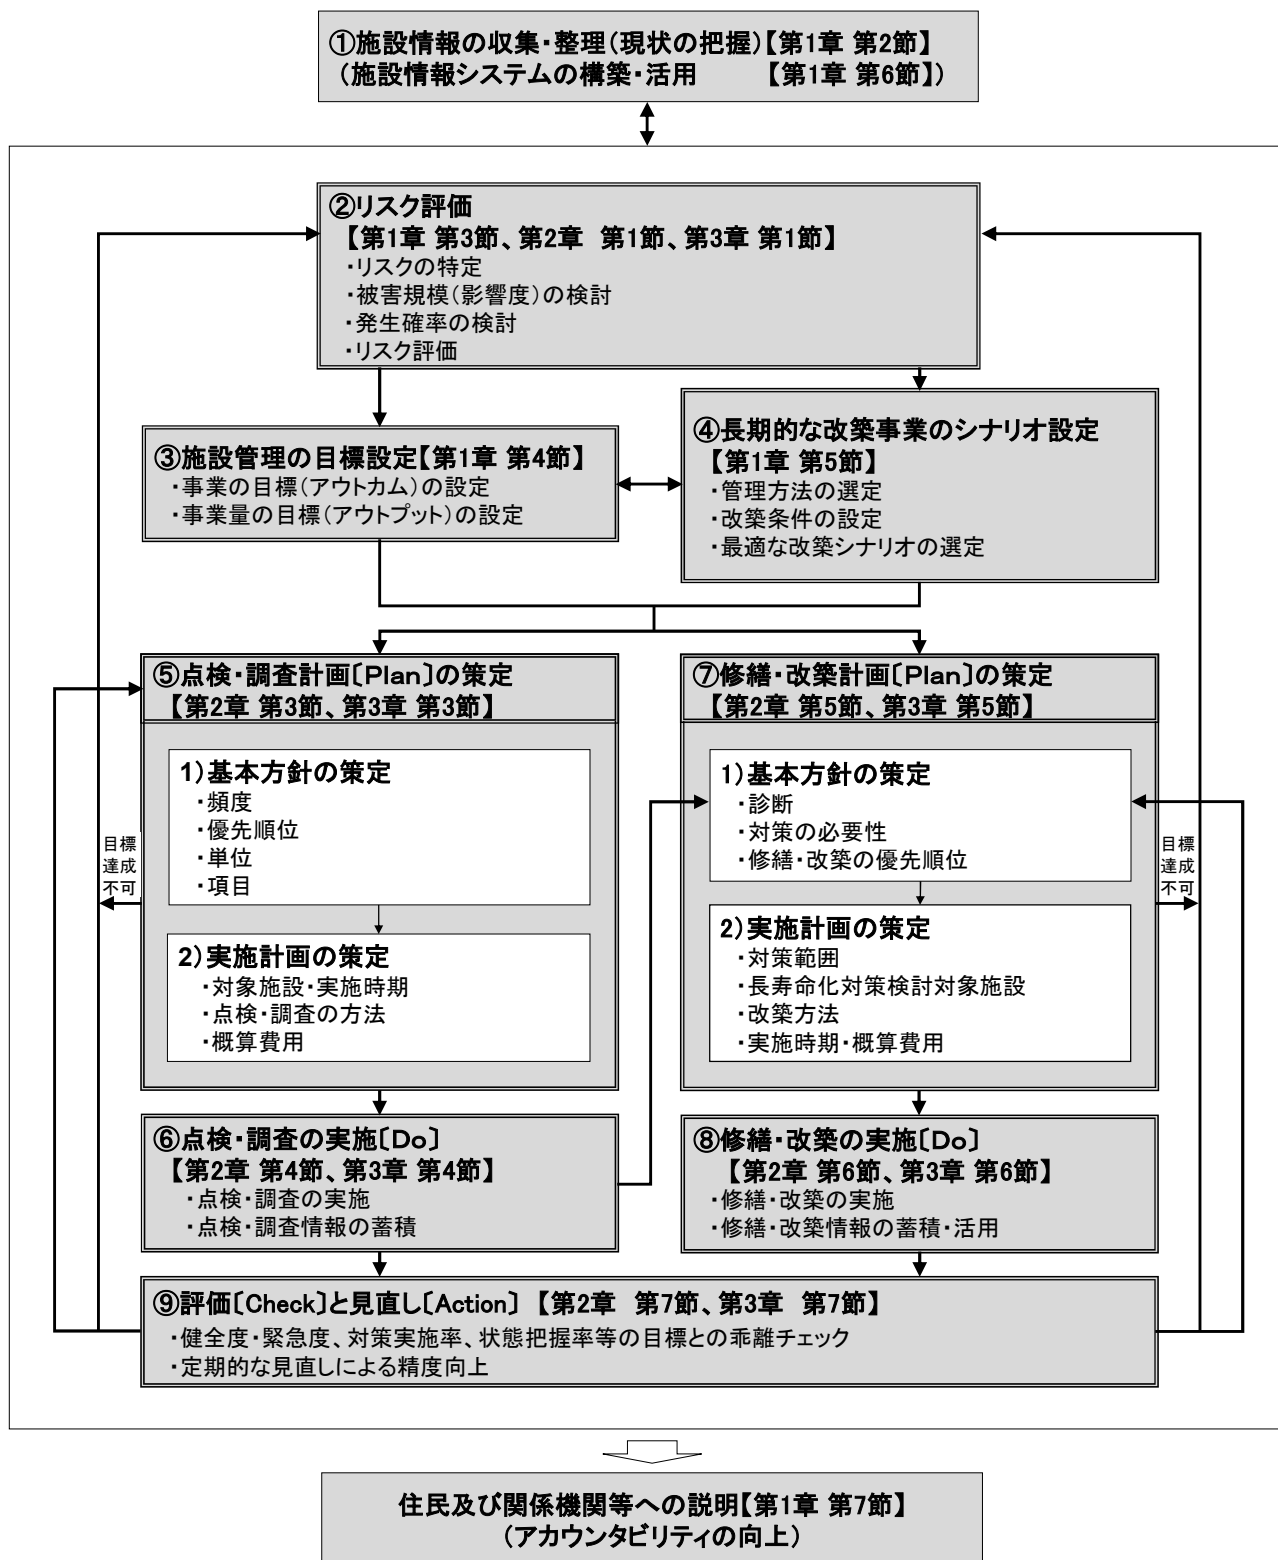 ①施設情報の収集・整理(現状の把握)【第1章 第2節】
(施設情報システムの構築・活用　　【第1章 第6節】)
②リスク評価
【第1章 第3節、第2章 第1節、第3章 第1節】
・リスクの特定
・被害規模(影響度)の検討
・発生確率の検討
・リスク評価
③施設管理の目標設定【第1章 第4節】
・事業の目標(アウトカム)の設定
・事業量の目標(アウトプット)の設定
④長期的な改築事業のシナリオ設定
【第1章 第5節】
・管理方法の選定
・改築条件の設定
・最適な改築シナリオの選定
⑤点検・調査計画〔Plan〕の策定
【第2章 第3節、第3章 第3節】
1)基本方針の策定
・頻度
・優先順位
・単位
・項目
2)実施計画の策定
・対象施設・実施時期
・点検・調査の方法
・概算費用
目標
達成
不可
⑦修繕・改築計画〔Plan〕の策定
【第2章 第5節、第3章 第5節】
1)基本方針の策定
・診断
・対策の必要性
・修繕・改築の優先順位
2)実施計画の策定
・対策範囲
・長寿命化対策検討対象施設
・改築方法
・実施時期・概算費用
目標
達成
不可
⑥点検・調査の実施〔Do〕
【第2章 第4節、第3章 第4節】
・点検・調査の実施
・点検・調査情報の蓄積
⑧修繕・改築の実施〔Do〕
【第2章 第6節、第3章 第6節】
・修繕・改築の実施
・修繕・改築情報の蓄積・活用
⑨評価〔Check〕と見直し〔Action〕【第2章 第7節、第3章 第7節】
・健全度・緊急度、対策実施率、状態把握率等の目標との乖離チェック
・定期的な見直しによる精度向上
住民及び関係機関等への説明【第1章 第7節】
(アカウンタビリティの向上)